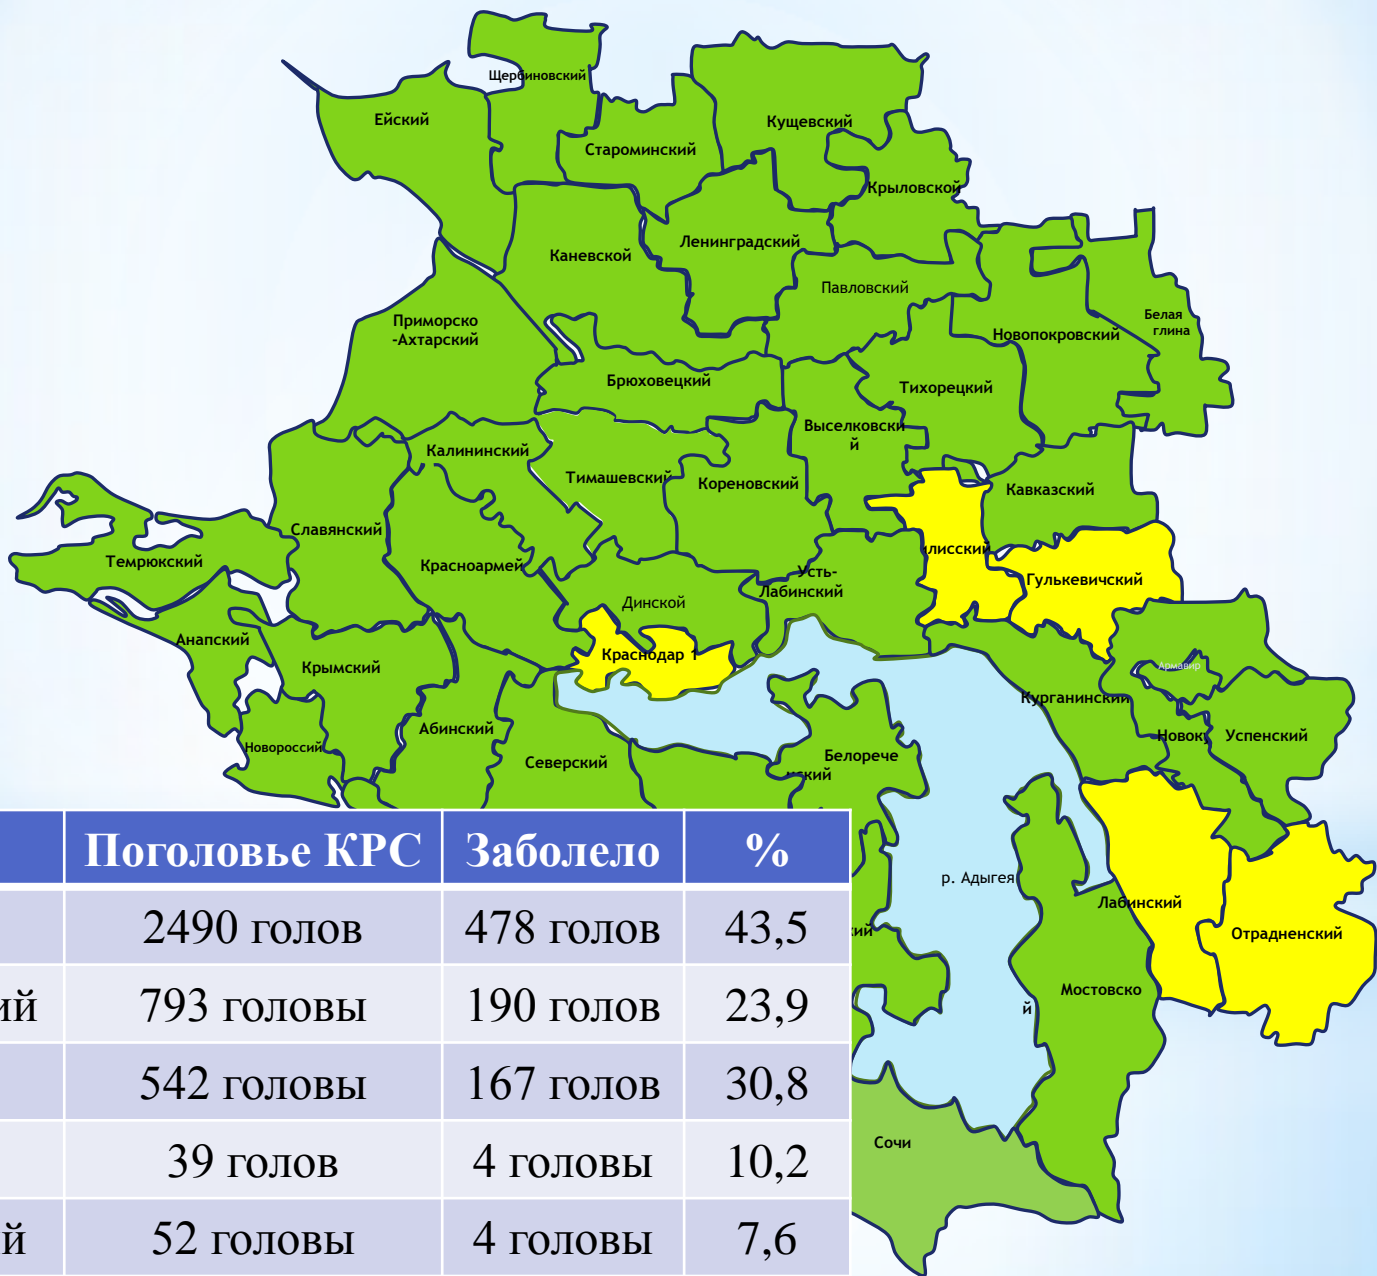 Щербиновский
Ейский
Кущевский
Староминский
Крыловской
Ленинградский
Каневской
Павловский
Приморско
-Ахтарский
Белая
глина
Новопокровский
Брюховецкий
Тихорецкий
Выселковски
й
Калининский
Тимашевский
Кореновский
Кавказский
Славянский
Темрюкский
Красноармей
лисский
Усть-
Лабинский
Гулькевичский
Динской
Анапский
Крымский
Краснодар 1
Армавир
Курганинский
Абинский
Новороссий
Северский
Белорече
нский
Новоку
Успенский
р. Адыгея
Лабинский
Отрадненский
кий
Мостовско
й
Сочи
Поголовье КРС Заболело %
2490 голов 478 голов 43,5
ий 793 головы 190 голов 23,9
542 головы 167 голов 30,8
39 голов 4 головы 10,2
й 52 головы 4 головы 7,6